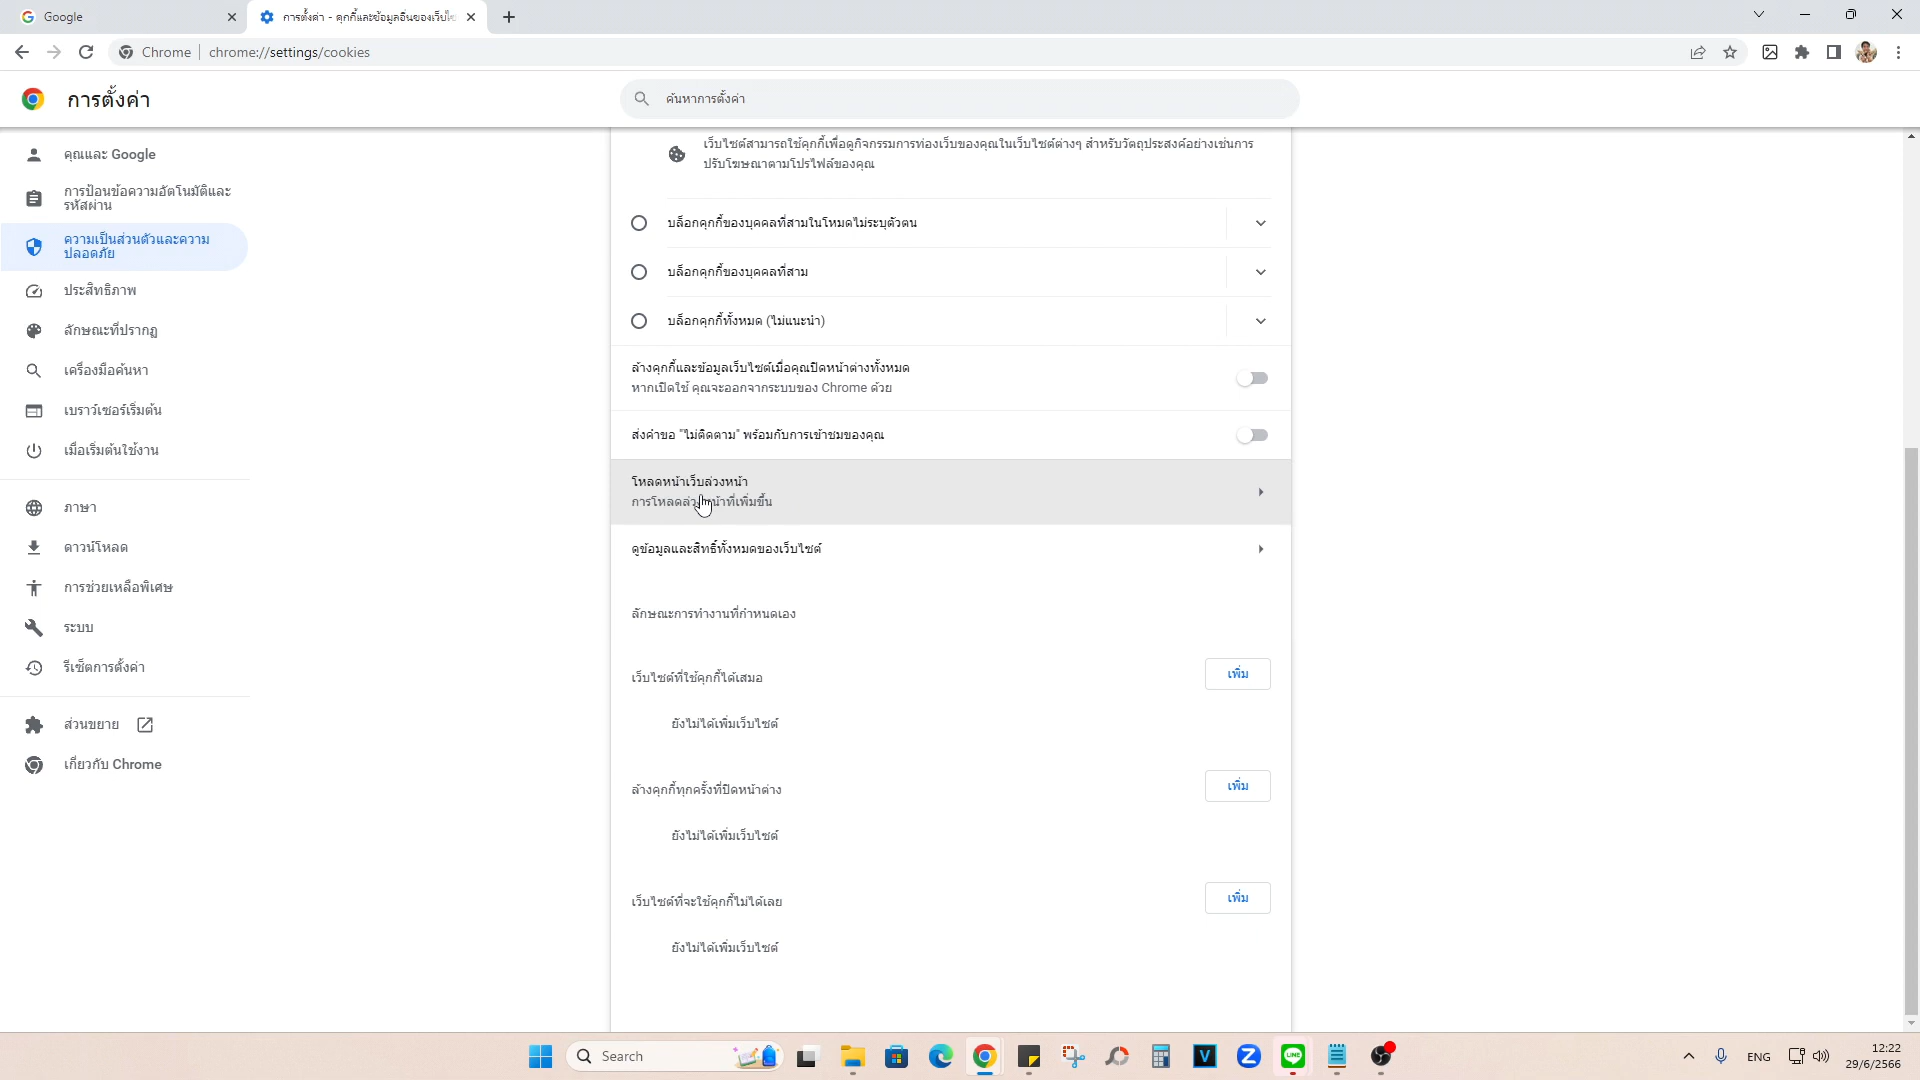 Google
การตั้งค่า - คุกกี้และข้อมูลอื่นของเว็บไซ
Chrome
chrome://settings/cookies
การตั้งค่า
ค้นหาการตั้งค่า
คุณและ Google
การป้อนข้อความอัตโนมัติและ
รหัสผ่าน
ความเป็นส่วนตัวและความ
ปลอดภัย
ประสิทธิภาพ
ลักษณะที่ปรากฏ
เครื่องมือค้นหา
เบราว์เซอร์เริ่มต้น
เมื่อเริ่มต้นใช้งาน
ภาษา
ดาวน์โหลด
การช่วยเหลือพิเศษ
ระบบ
รีเซ็ตการตั้งค่า
ส่วนขยาย
เกี่ยวกับ Chrome
เว็บไซต์สามารถใช้คุกกี้เพื่อดูกิจกรรมการท่องเว็บของคุณในเว็บไซต์ต่างๆ สำหรับวัตถุประสงค์อย่างเช่นการ
ปรับโฆษณาตามโปรไฟล์ของคุณ
บล็อกคุกกี้ของบุคคลที่สามในโหมดไม่ระบุตัวตน
บล็อกคุกกี้ของบุคคลที่สาม
บล็อกคุกกี้ทั้งหมด (ไม่แนะนำ)
ล้างคุกกี้และข้อมูลเว็บไซต์เมื่อคุณปิดหน้าต่างทั้งหมด
หากเปิดใช้ คุณจะออกจากระบบของ Chrome ด้วย
ส่งคำขอ "ไม่ติดตาม" พร้อมกับการเข้าชมของคุณ
โหลดหน้าเว็บล่วงหน้า
การโหลดล่วงหน้าที่เพิ่มขึ้น
ดูข้อมูลและสิทธิ์ทั้งหมดของเว็บไซต์
ลักษณะการทำงานที่กำหนดเอง
เว็บไซต์ที่ใช้คุกกี้ได้เสมอ
เพิ่ม
ยังไม่ได้เพิ่มเว็บไซต์
ล้างคุกกี้ทุกครั้งที่ปิดหน้าต่าง
เพิ่ม
ยังไม่ได้เพิ่มเว็บไซต์
เว็บไซต์ที่จะใช้คุกกี้ไม่ได้เลย
เพิ่ม
ยังไม่ได้เพิ่มเว็บไซต์
Search
V
Z
LINE
ENG
12:22
29/6/2566